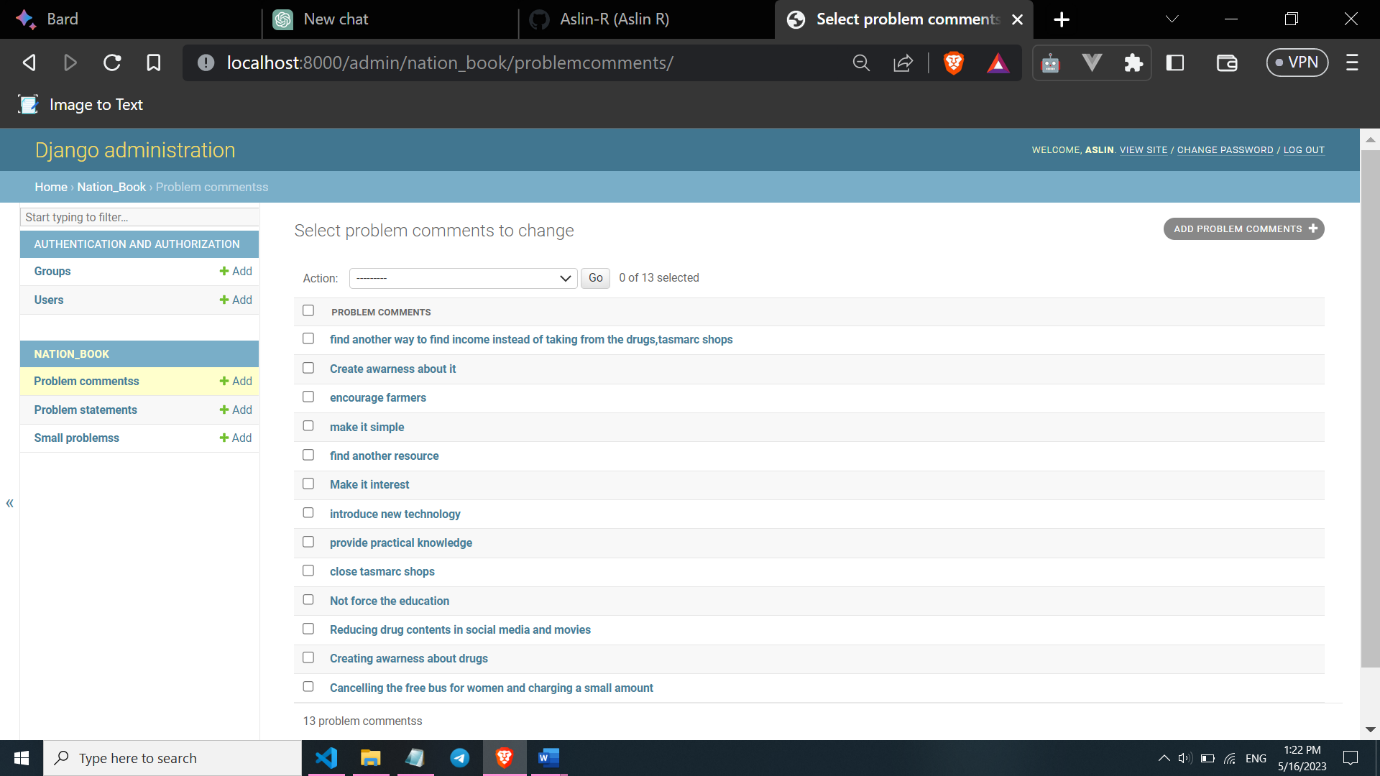 Bard
New chat
Aslin-R (Aslin R)
Select problem comments
localhost:8000/admin/nation_book/problemcomments/
VPN
Image to Text
Django administration
WELCOME, ASLIN. VIEW SITE / CHANGE PASSWORD / LOG OUT
Home › Nation_Book › Problem commentss
Start typing to filter...
AUTHENTICATION AND AUTHORIZATION
Groups + Add
Users + Add
NATION_BOOK
Problem commentss + Add
Problem statements + Add
Small problemss + Add
«
Select problem comments to change
ADD PROBLEM COMMENTS +
Action: --------- Go 0 of 13 selected
PROBLEM COMMENTS
find another way to find income instead of taking from the drugs,tasmarc shops
Create awarness about it
encourage farmers
make it simple
find another resource
Make it interest
introduce new technology
provide practical knowledge
close tasmarc shops
Not force the education
Reducing drug contents in social media and movies
Creating awarness about drugs
Cancelling the free bus for women and charging a small amount
13 problem commentss
Type here to search
ENG
1:22 PM
5/16/2023